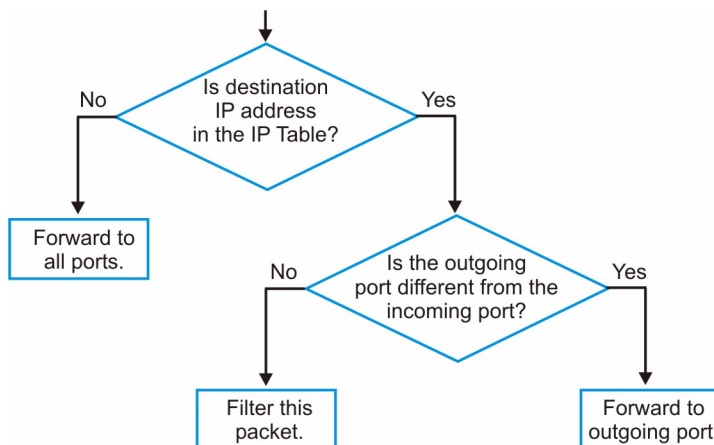 Is destination
IP address
in the IP Table?
No
Yes
Forward to
all ports.
Is the outgoing
port different from the
incoming port?
No
Yes
Filter this
packet.
Forward to
outgoing port